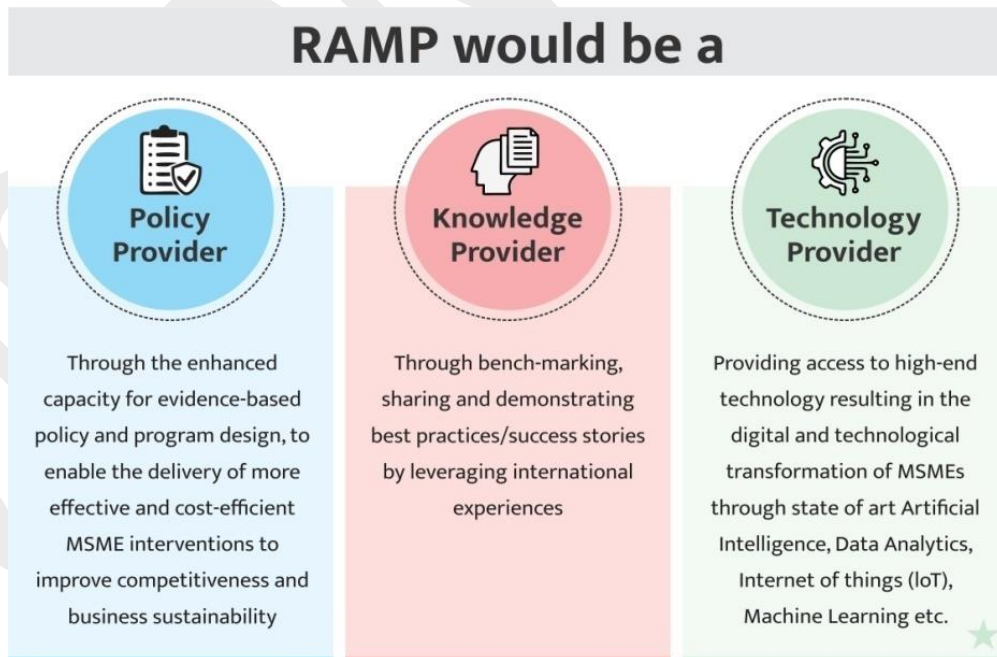 RAMP would be a
Policy
Provider
Through the enhanced
capacity for evidence-based
policy and program design, to
enable the delivery of more
effective and cost-efficient
MSME interventions to
improve competitiveness and
business sustainability
Knowledge
Provider
Through bench-marking,
sharing and demonstrating
best practices/success stories
by leveraging international
experiences
Technology
Provider
Providing access to high-end
technology resulting in the
digital and technological
transformation of MSMEs
through state of art Artificial
Intelligence, Data Analytics,
Internet of things (loT),
Machine Learning etc.